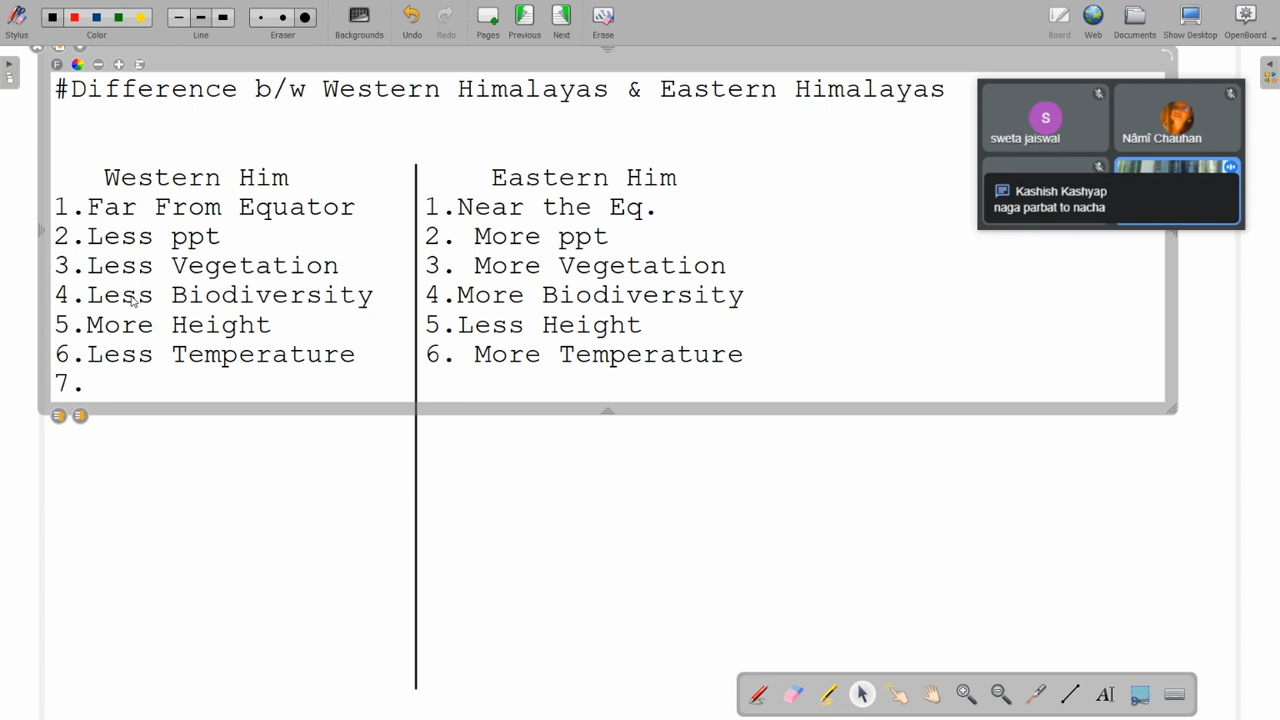 Stylus
Color
Line
Eraser
Backgrounds
Undo
Redo
Pages
Previous
Next
Erase
Board
Web
Documents
Show Desktop
OpenBoard
#Difference b/w Western Himalayas & Eastern Himalayas
S
sweta jaiswal
Nâmî Chauhan
Kashish Kashyap
naga parbat to nacha
Western Him
1.Far From Equator
2.Less ppt
3.Less Vegetation
4.Less Biodiversity
5.More Height
6.Less Temperature
7.
Eastern Him
1.Near the Eq.
2. More ppt
3. More Vegetation
4.More Biodiversity
5.Less Height
6. More Temperature